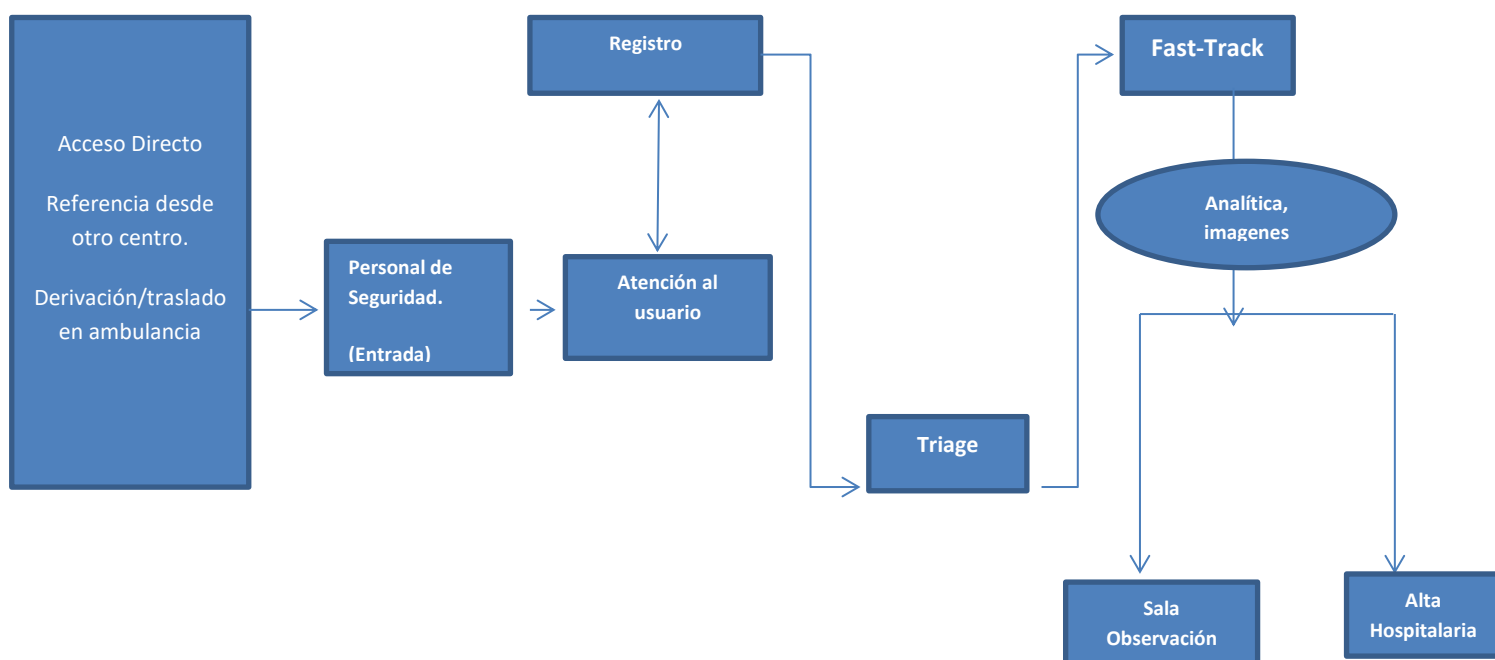 Acceso Directo
Referencia desde
otro centro.
Derivación/traslado
en ambulancia
Personal de
Seguridad.
(Entrada)
Registro
Atención al
usuario
Triage
Fast-Track
Analítica,
imagenes
Sala
Observación
Alta
Hospitalaria